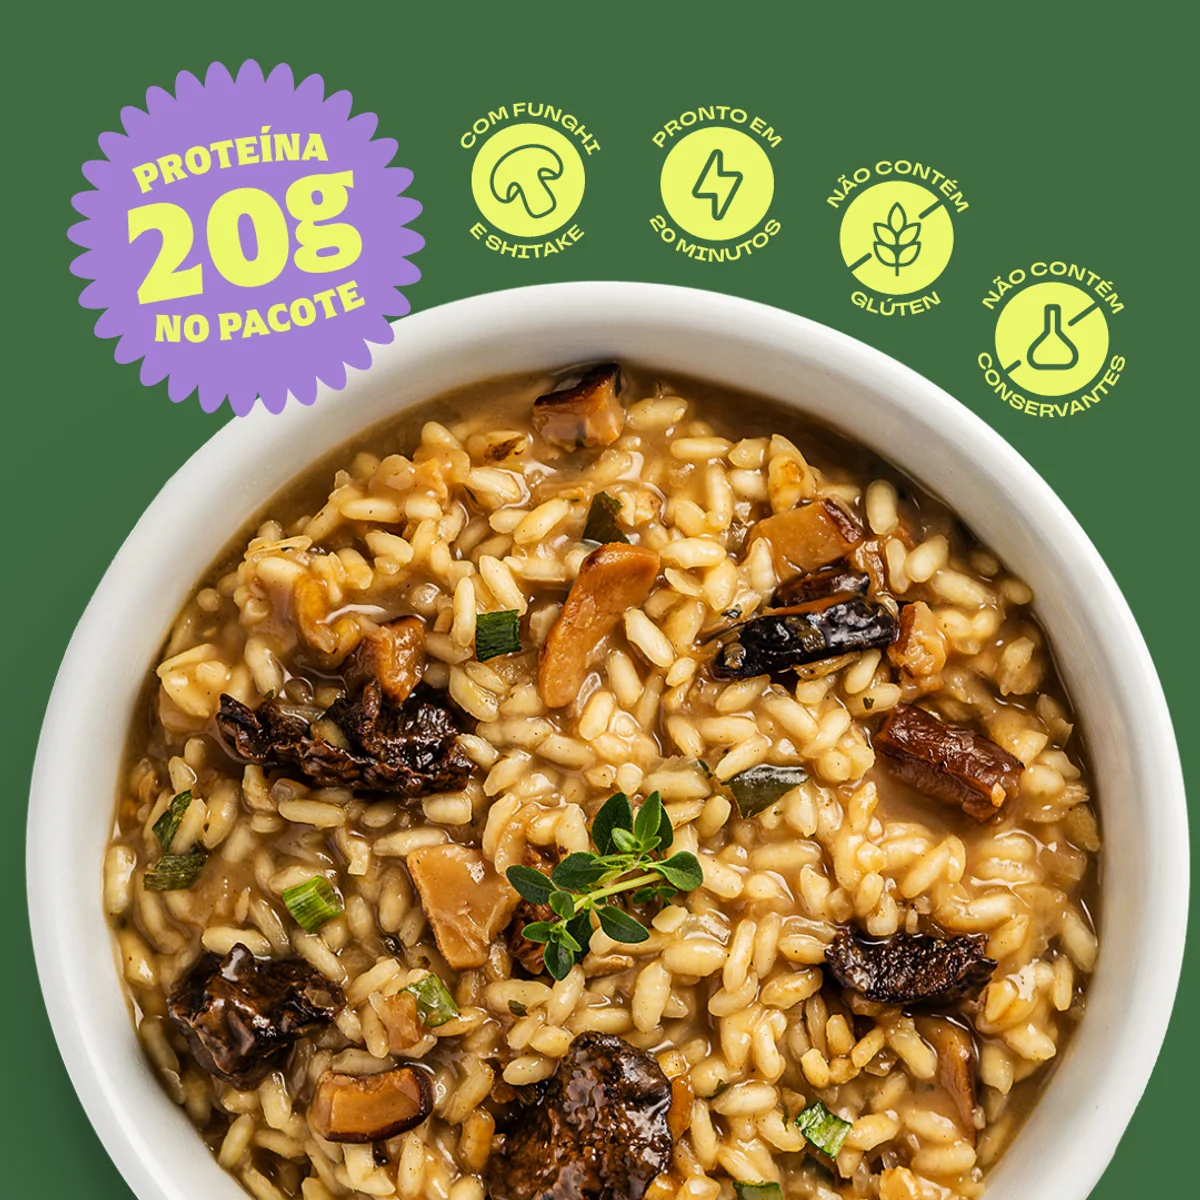 PROTEÍNA
20g
NO PACOTE
COM FUNGHI
E SHITAKE
PRONTO EM
20 MINUTOS
NÃO CONTÉM
GLÚTEN
NÃO CONTÉM
CONSERVANTES